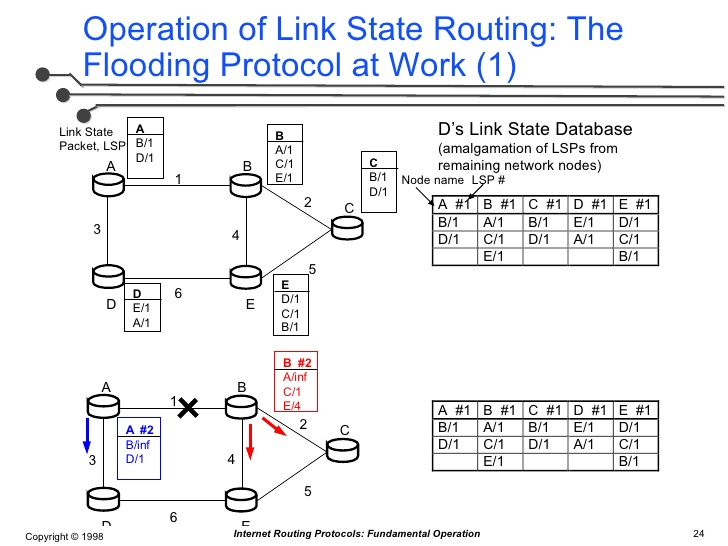 Operation of Link State Routing: The
Flooding Protocol at Work (1)
Link State
Packet, LSP
A
B/1
D/1
B
A/1
C/1
E/1
C
B/1
D/1
D
E/1
A/1
E
D/1
C/1
B/1
A
B
C
D
E
1
2
3
4
5
6
D's Link State Database
(amalgamation of LSPs from
remaining network nodes)
Node name LSP #
A #1 B #1 C #1 D #1 E #1
B/1 A/1 B/1 E/1 D/1
D/1 C/1 D/1 A/1 C/1
E/1 B/1
B #2
A/inf
C/1
E/4
A #2
B/inf
D/1
A
B
C
D
E
1
2
3
4
5
6
A #1 B #1 C #1 D #1 E #1
B/1 A/1 B/1 E/1 D/1
D/1 C/1 D/1 A/1 C/1
E/1 B/1
Copyright © 1998
Internet Routing Protocols: Fundamental Operation
24